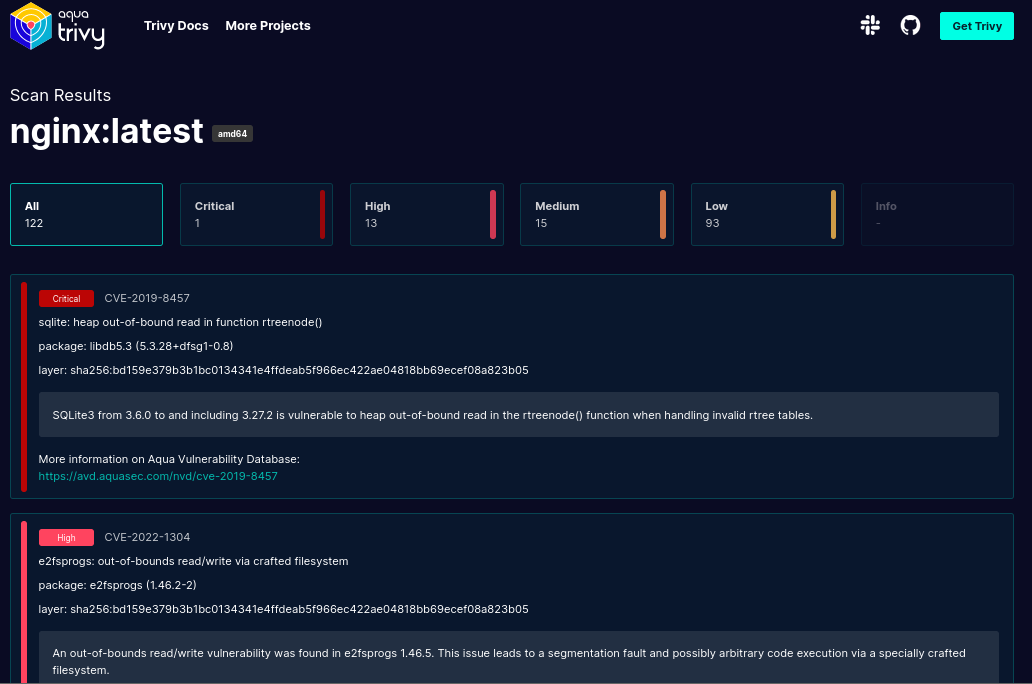 aqua
trivy
Trivy Docs More Projects
Get Trivy
Scan Results
nginx:latest amd64
All
122
Critical
1
High
13
Medium
15
Low
93
Info
-
Critical CVE-2019-8457
sqlite: heap out-of-bound read in function rtreenode()
package: libdb5.3 (5.3.28+dfsg1-0.8)
layer: sha256:bd159e379b3b1bc0134341e4ffdeab5f966ec422ae04818bb69ecef08a823b05
SQLite3 from 3.6.0 to and including 3.27.2 is vulnerable to heap out-of-bound read in the rtreenode() function when handling invalid rtree tables.
More information on Aqua Vulnerability Database:
https://avd.aquasec.com/nvd/cve-2019-8457
High CVE-2022-1304
e2fsprogs: out-of-bounds read/write via crafted filesystem
package: e2fsprogs (1.46.2-2)
layer: sha256:bd159e379b3b1bc0134341e4ffdeab5f966ec422ae04818bb69ecef08a823b05
An out-of-bounds read/write vulnerability was found in e2fsprogs 1.46.5. This issue leads to a segmentation fault and possibly arbitrary code execution via a specially crafted
filesystem.